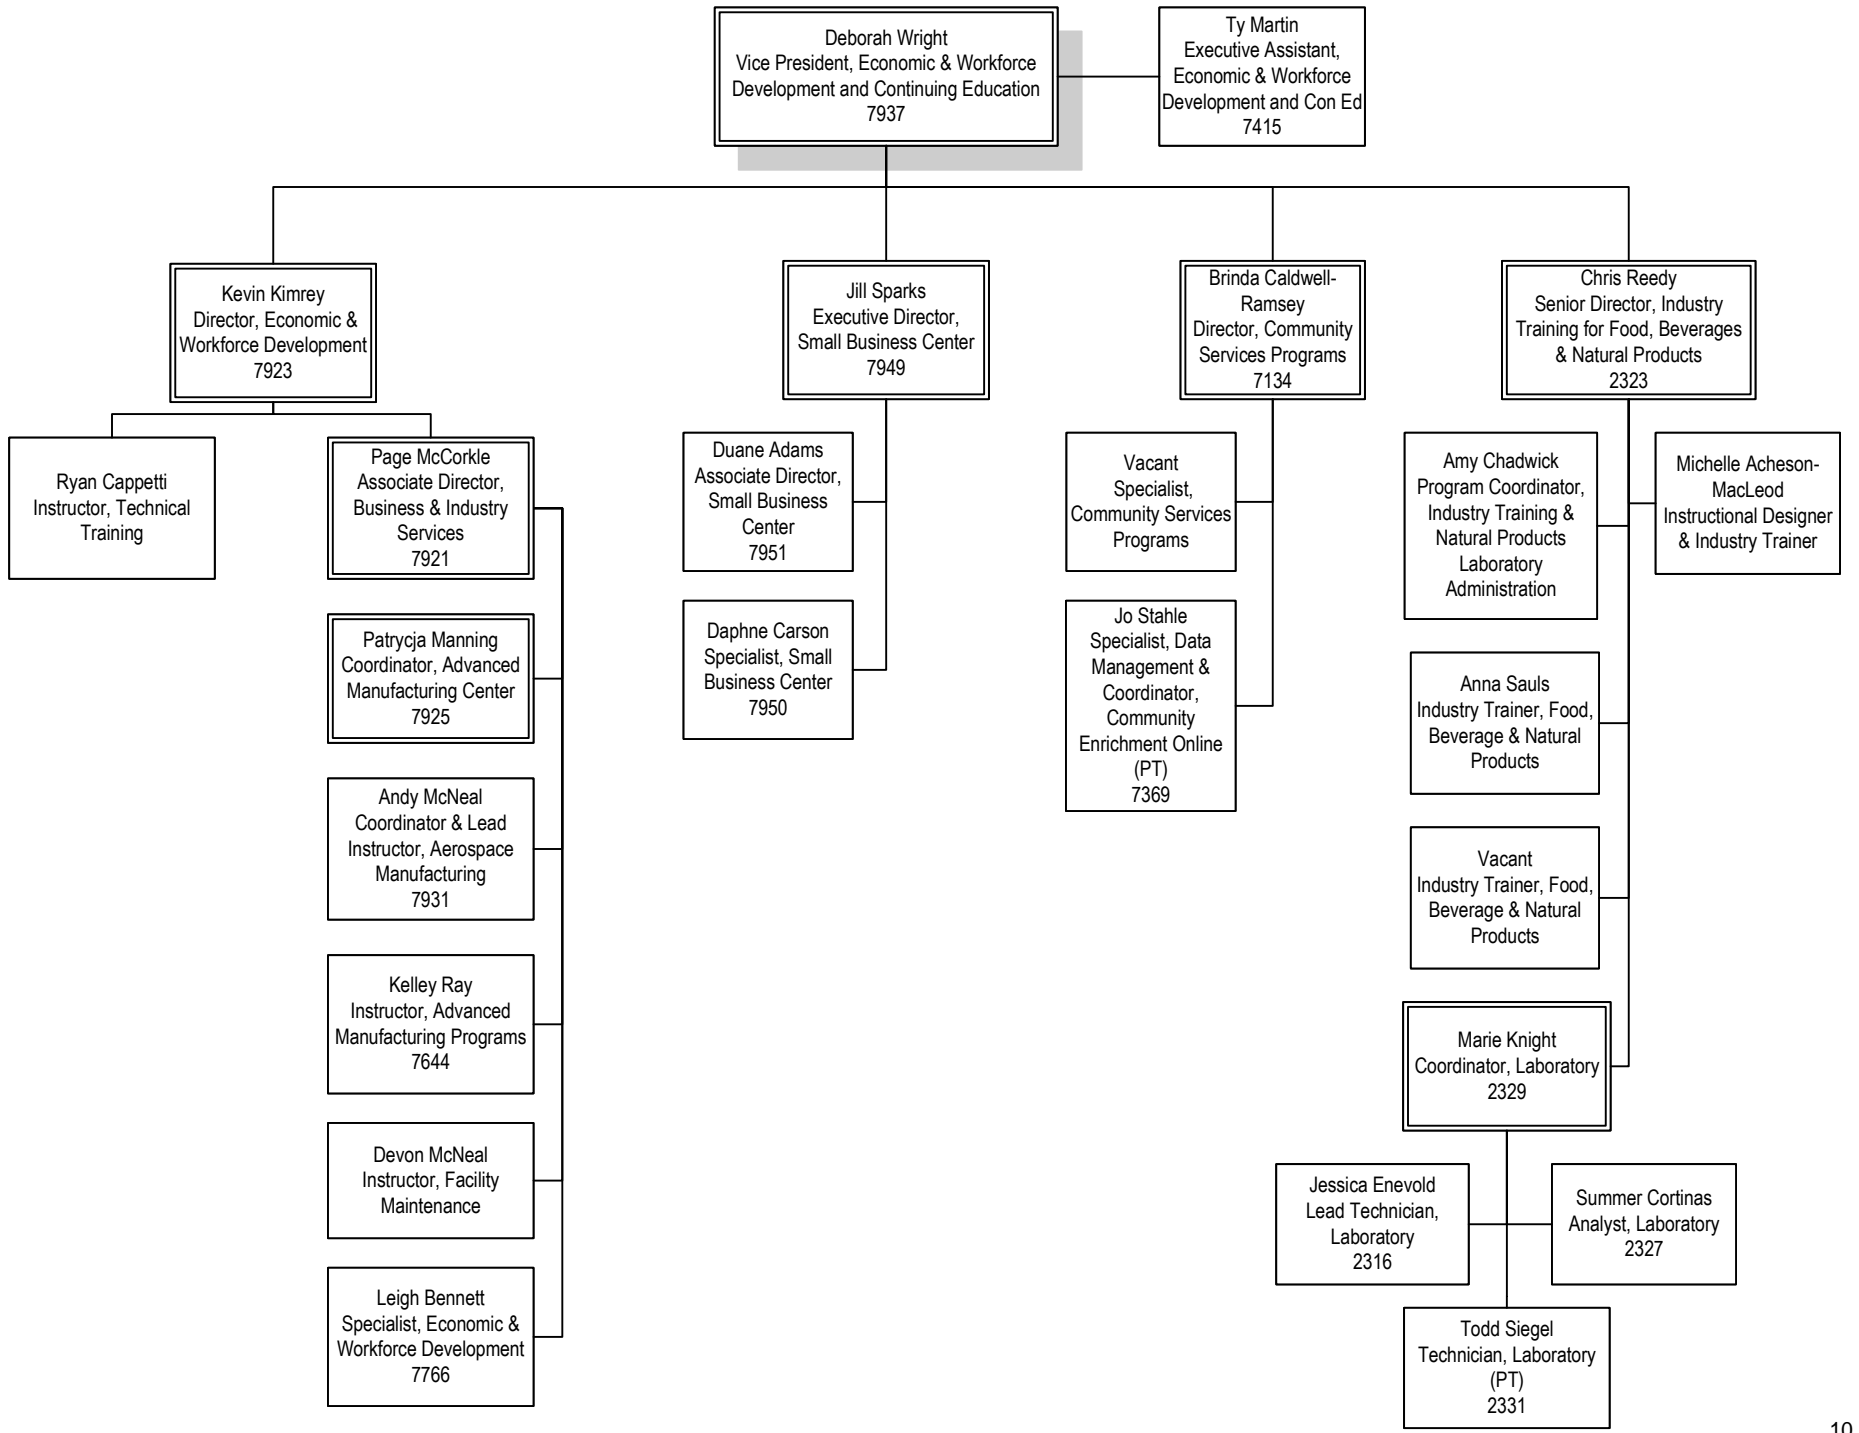 Deborah Wright
Vice President, Economic & Workforce
Development and Continuing Education
7937
Ty Martin
Executive Assistant,
Economic & Workforce
Development and Con Ed
7415
Kevin Kimrey
Director, Economic &
Workforce Development
7923
Jill Sparks
Executive Director,
Small Business Center
7949
Brinda Caldwell-
Ramsey
Director, Community
Services Programs
7134
Chris Reedy
Senior Director, Industry
Training for Food, Beverages
& Natural Products
2323
Ryan Cappetti
Instructor, Technical
Training
Page McCorkle
Associate Director,
Business & Industry
Services
7921
Patrycja Manning
Coordinator, Advanced
Manufacturing Center
7925
Andy McNeal
Coordinator & Lead
Instructor, Aerospace
Manufacturing
7931
Kelley Ray
Instructor, Advanced
Manufacturing Programs
7644
Devon McNeal
Instructor, Facility
Maintenance
Leigh Bennett
Specialist, Economic &
Workforce Development
7766
Duane Adams
Associate Director,
Small Business
Center
7951
Daphne Carson
Specialist, Small
Business Center
7950
Vacant
Specialist,
Community Services
Programs
Jo Stahle
Specialist, Data
Management &
Coordinator,
Community
Enrichment Online
(PT)
7369
Amy Chadwick
Program Coordinator,
Industry Training &
Natural Products
Laboratory
Administration
Michelle Acheson-
MacLeod
Instructional Designer
& Industry Trainer
Anna Sauls
Industry Trainer, Food,
Beverage & Natural
Products
Vacant
Industry Trainer, Food,
Beverage & Natural
Products
Marie Knight
Coordinator, Laboratory
2329
Jessica Enevold
Lead Technician,
Laboratory
2316
Summer Cortinas
Analyst, Laboratory
2327
Todd Siegel
Technician, Laboratory
(PT)
2331
10